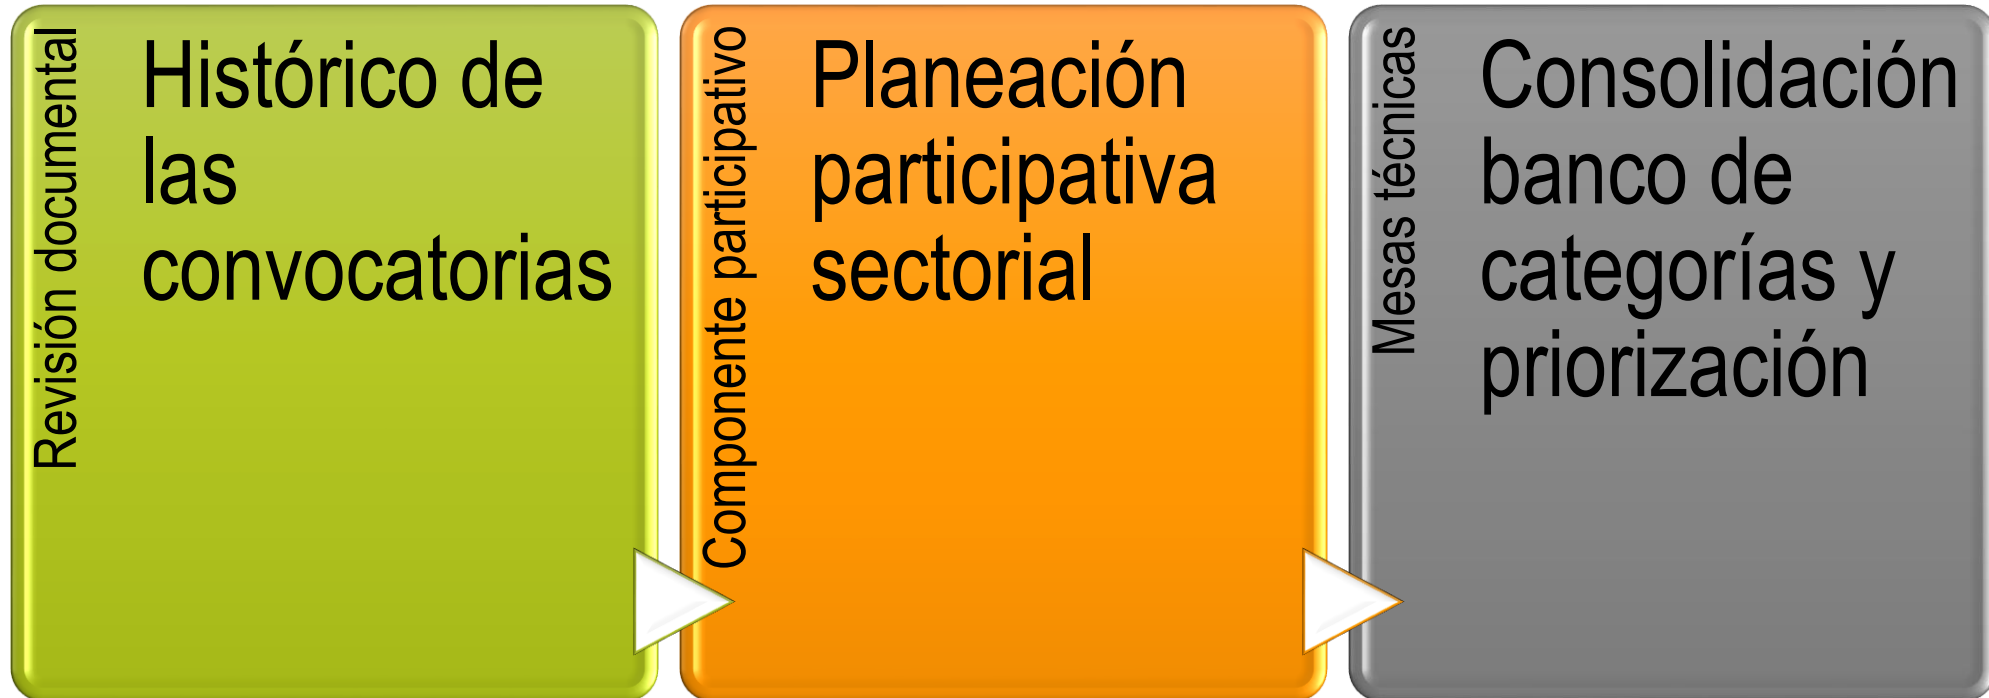 Revisión documental
Histórico de
las
convocatorias
Componente participativo
Planeación
participativa
sectorial
Mesas técnicas
Consolidación
banco de
categorías y
priorización